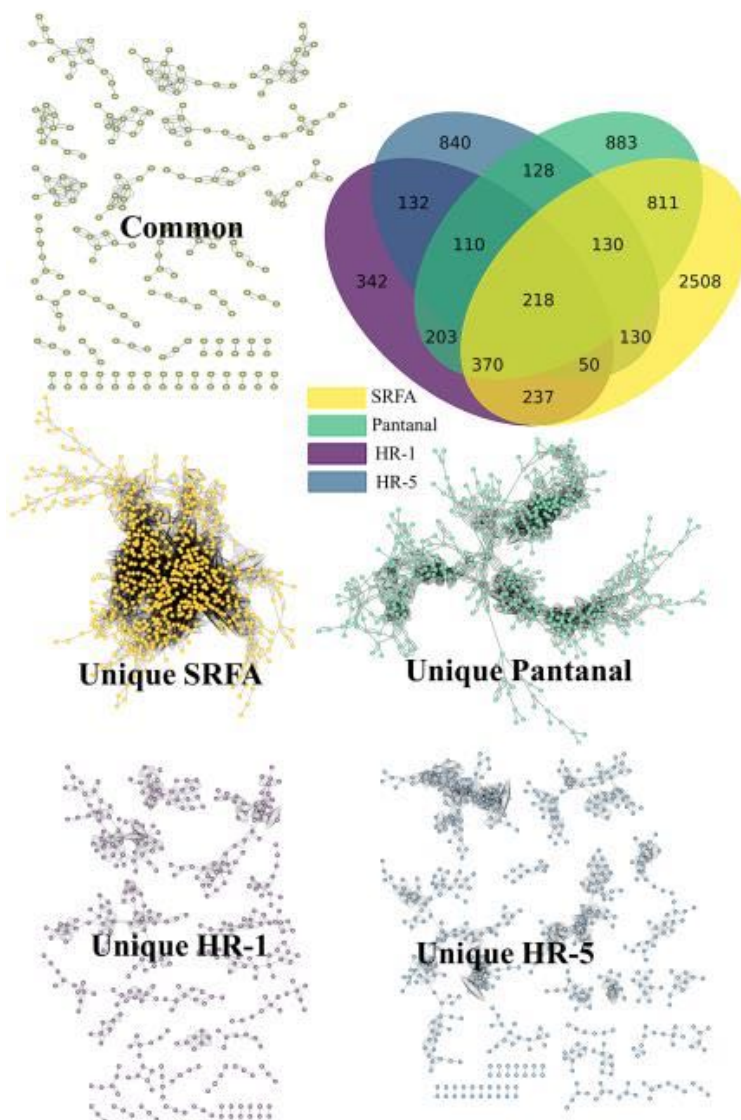 840
883
132
128
811
110
130
342
218
2508
203
370
50
130
237
Common
SRFA
Pantanal
HR-1
HR-5
Unique SRFA
Unique Pantanal
Unique HR-1
Unique HR-5